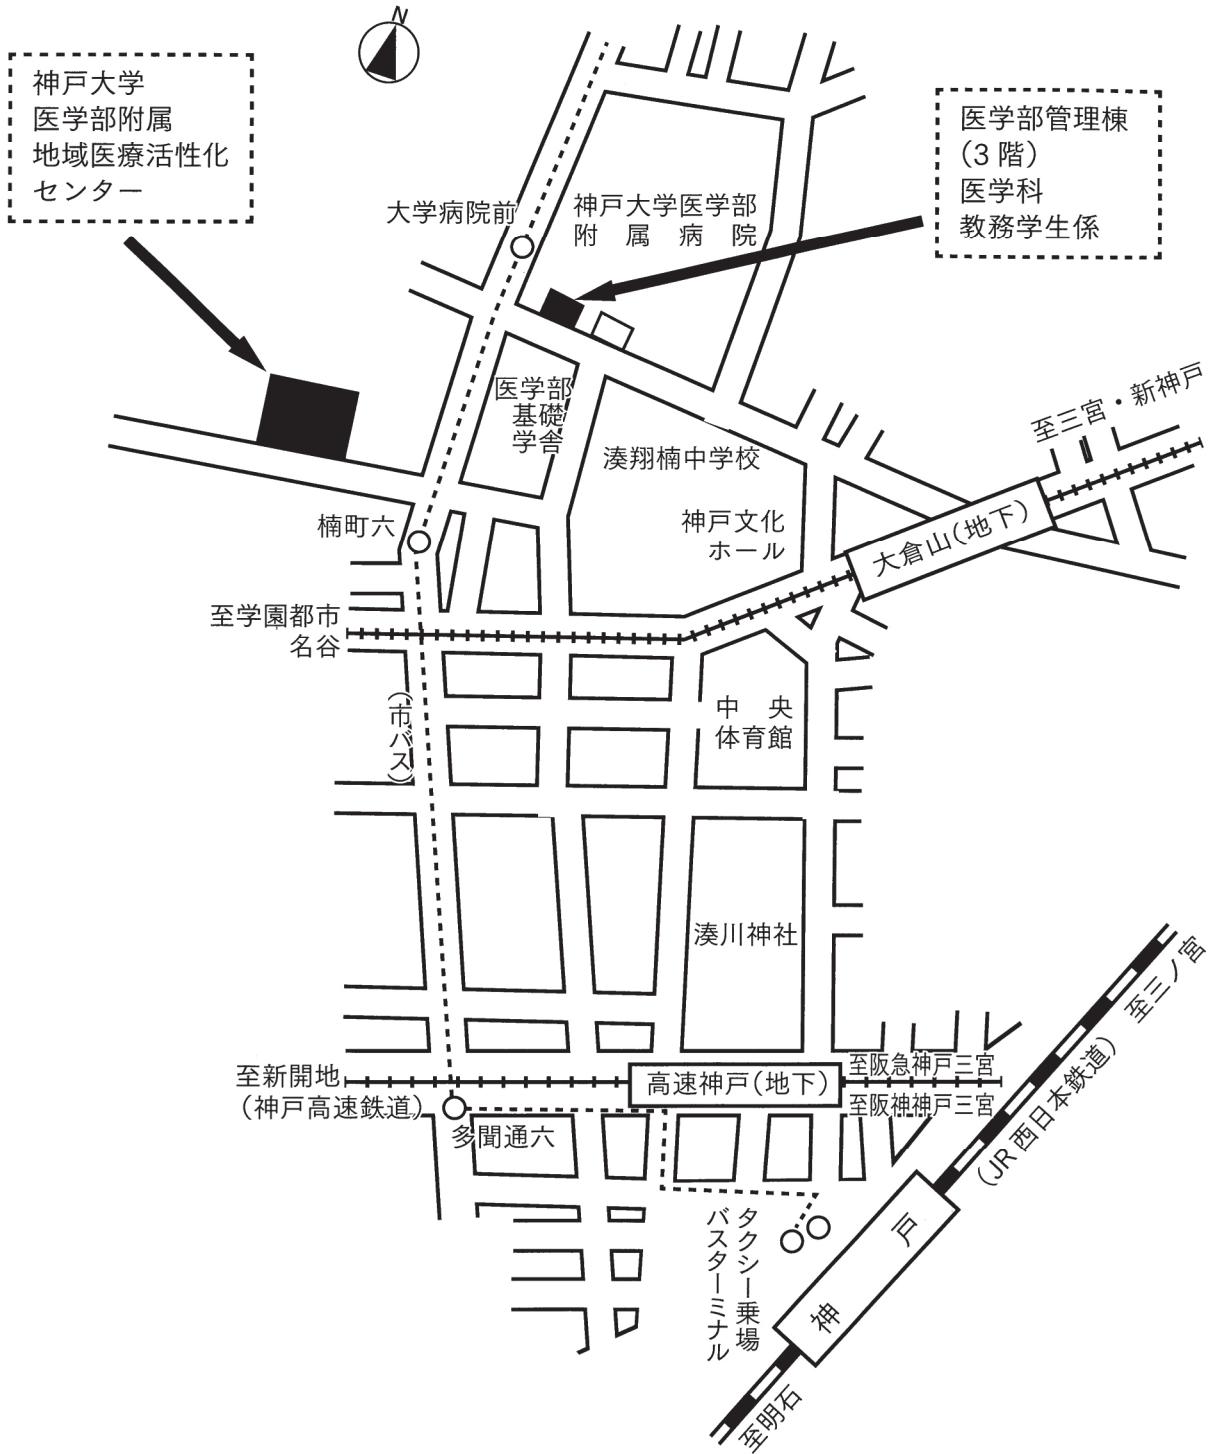 N
神戸大学
医学部附属
地域医療活性化
センター
医学部管理棟
（3 階）
医学科
教務学生係
大学病院前
神戸大学医学部
附属病院
医学部
基礎
学舎
湊翔楠中学校
至三宮・新神戸
神戸文化
ホール
大倉山（地下）
楠町六
至学園都市
名谷
（市バス）
中央
体育館
湊川神社
至三ノ宮
（JR 西日本鉄道）
至新開地
（神戸高速鉄道）
高速神戸（地下）
至阪急神戸三宮
至阪神神戸三宮
多聞通六
タクシー乗場
バスターミナル
神戸
至明石